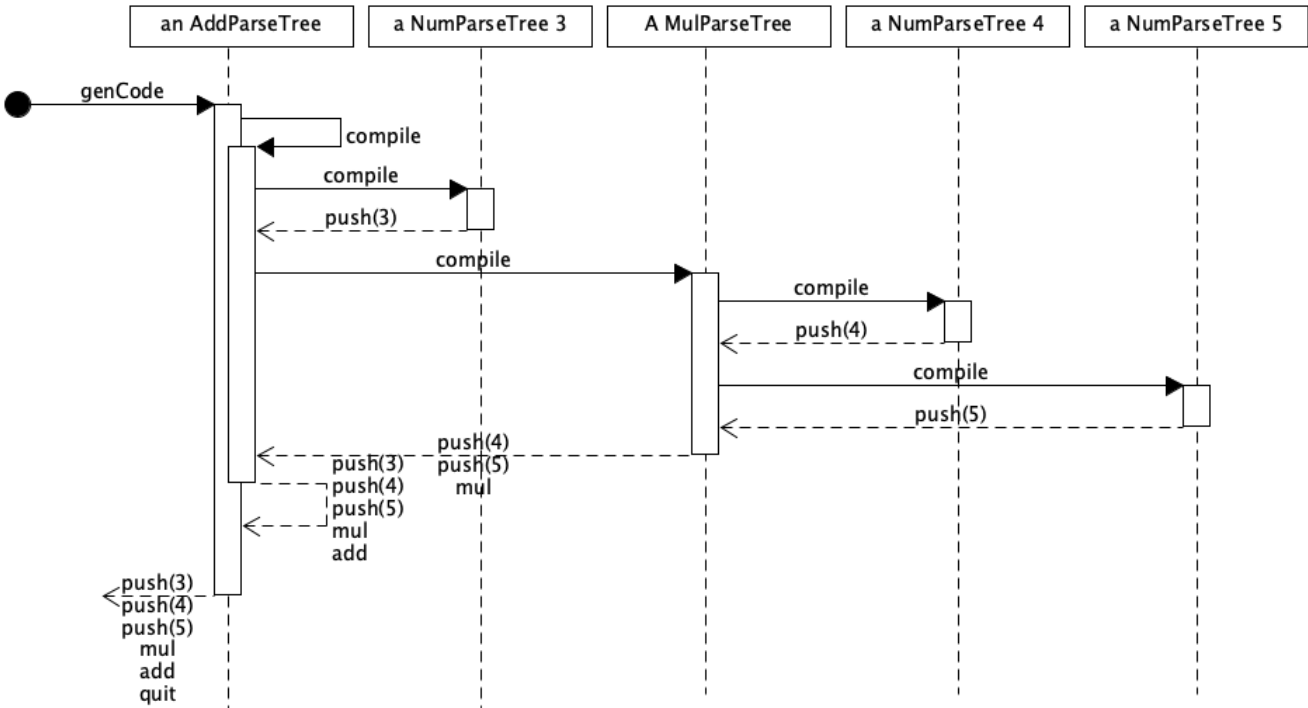 an AddParseTree
a NumParseTree 3
A MulParseTree
a NumParseTree 4
a NumParseTree 5
genCode
compile
compile
push(3)
compile
compile
push(4)
compile
push(5)
push(4)
push(5)
mul
push(3)
push(4)
push(5)
mul
add
push(3)
push(4)
push(5)
mul
add
quit